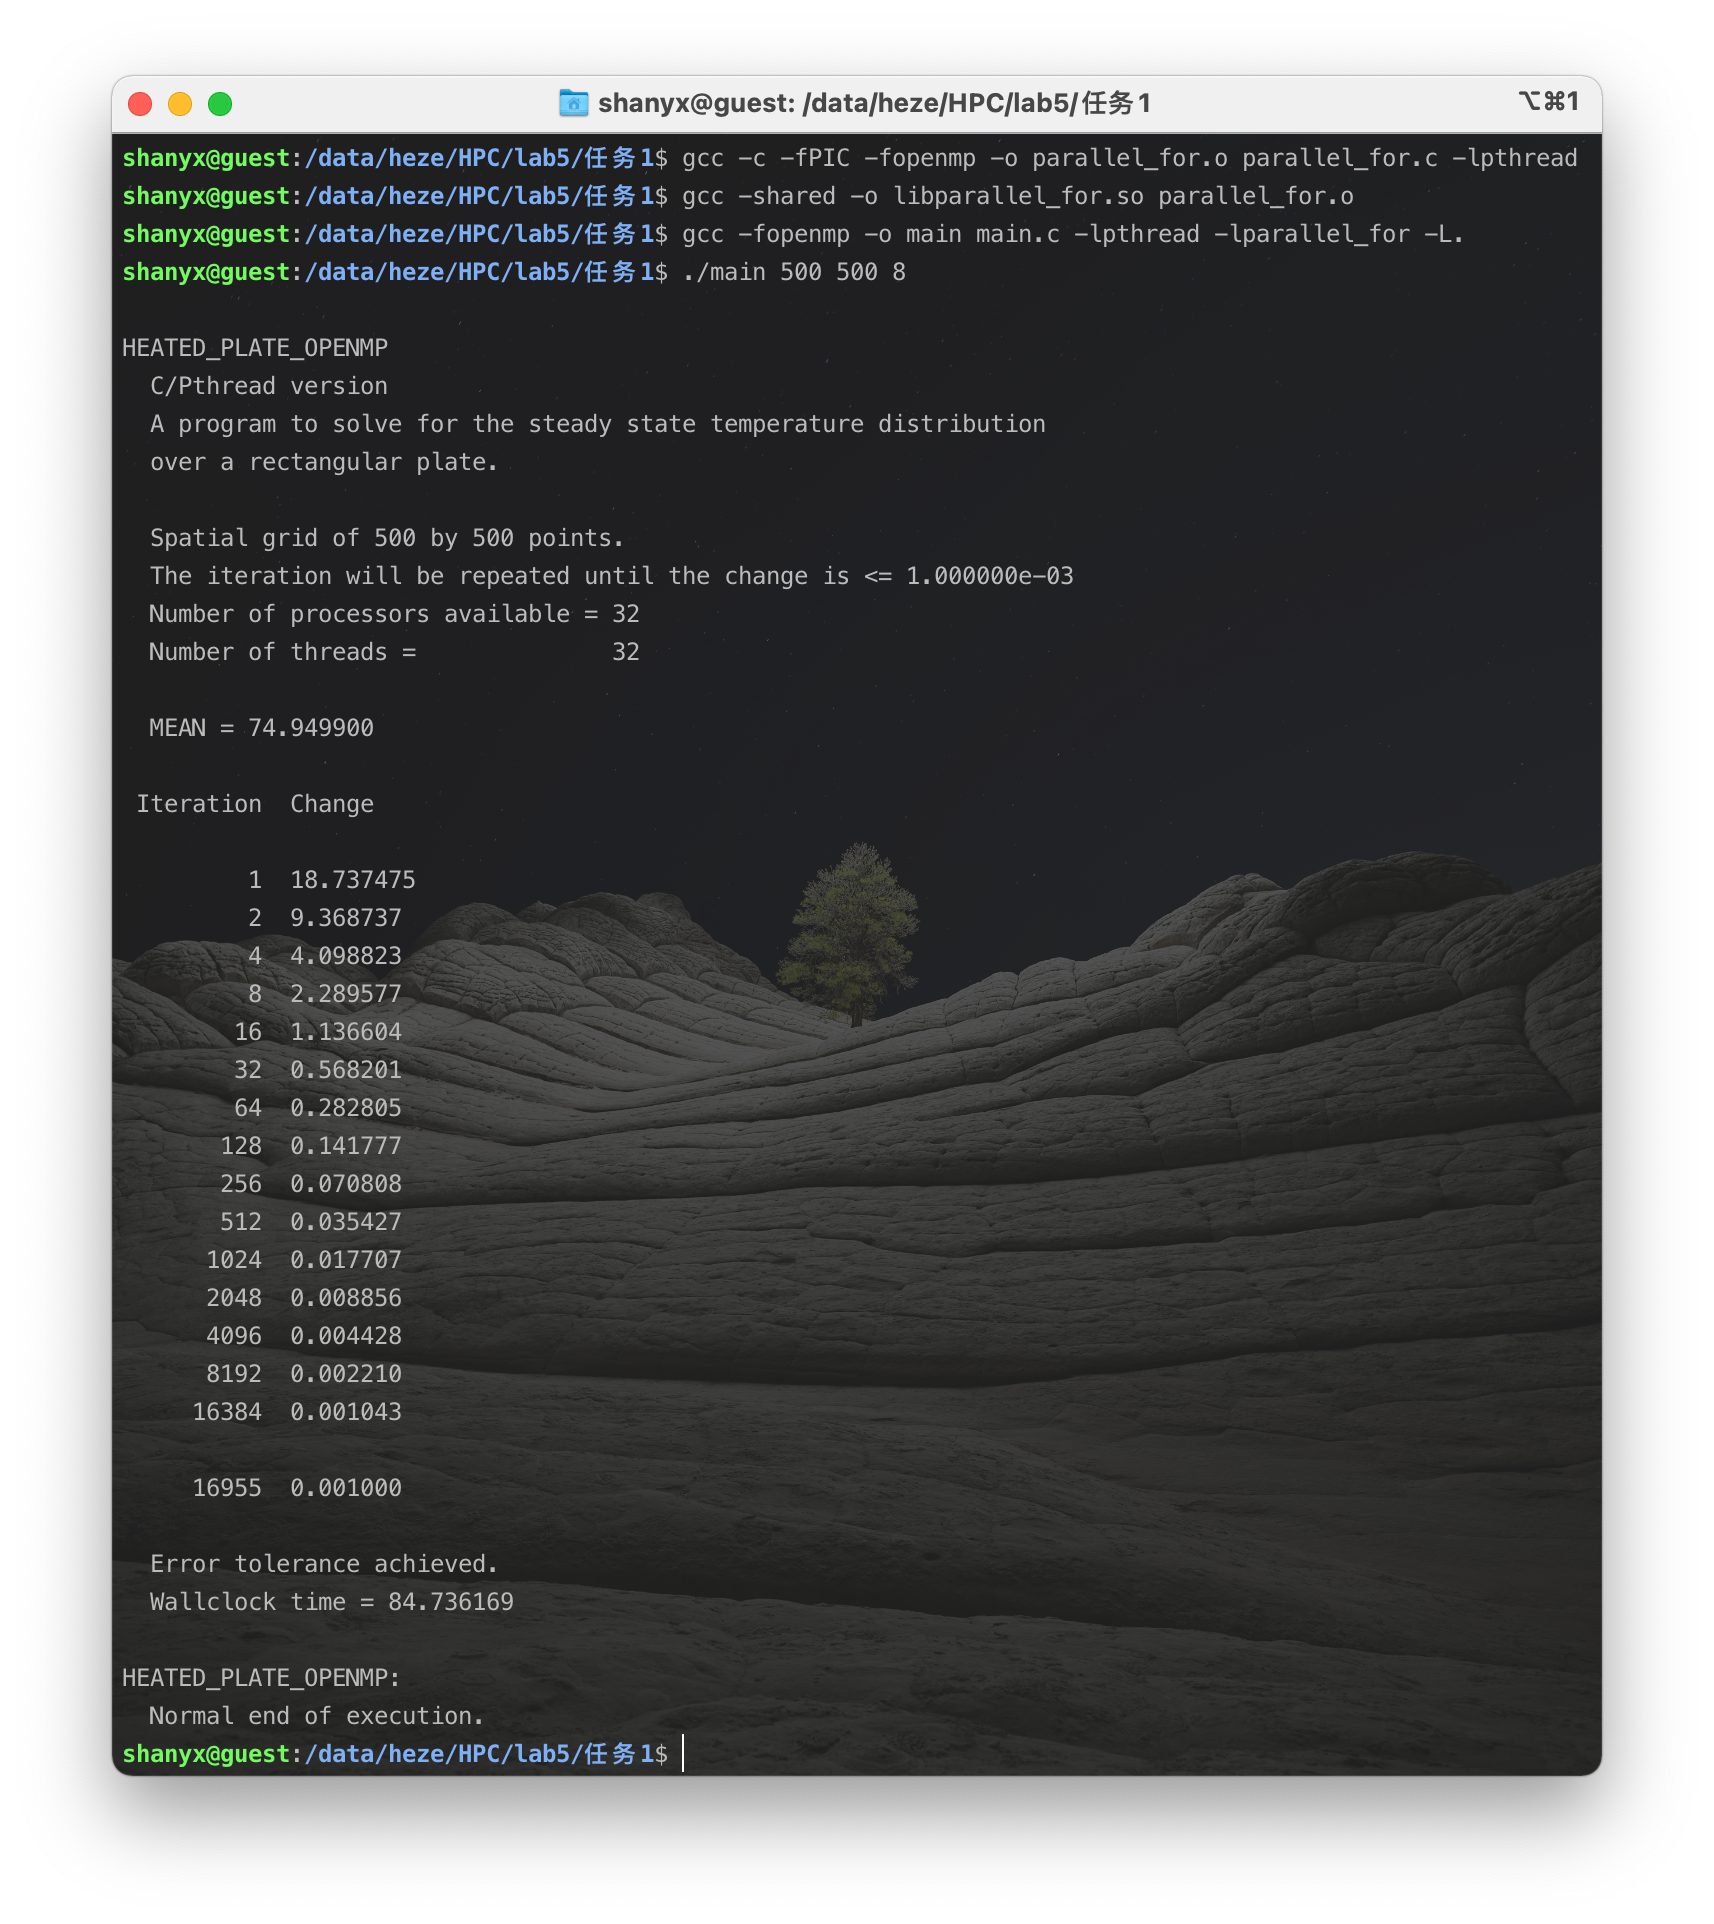 shanyx@guest: /data/heze/HPC/lab5/任务1 ⌥⌘1
shanyx@guest:/data/heze/HPC/lab5/任务1$ gcc -c -fPIC -fopenmp -o parallel_for.o parallel_for.c -lpthread
shanyx@guest:/data/heze/HPC/lab5/任务1$ gcc -shared -o libparallel_for.so parallel_for.o
shanyx@guest:/data/heze/HPC/lab5/任务1$ gcc -fopenmp -o main main.c -lpthread -lparallel_for -L.
shanyx@guest:/data/heze/HPC/lab5/任务1$ ./main 500 500 8
HEATED_PLATE_OPENMP
  C/Pthread version
  A program to solve for the steady state temperature distribution
  over a rectangular plate.
  Spatial grid of 500 by 500 points.
  The iteration will be repeated until the change is <= 1.000000e-03
  Number of processors available = 32
  Number of threads =              32
  MEAN = 74.949900
 Iteration  Change
         1  18.737475
         2  9.368737
         4  4.098823
         8  2.289577
        16  1.136604
        32  0.568201
        64  0.282805
       128  0.141777
       256  0.070808
       512  0.035427
      1024  0.017707
      2048  0.008856
      4096  0.004428
      8192  0.002210
     16384  0.001043
     16955  0.001000
  Error tolerance achieved.
  Wallclock time = 84.736169
HEATED_PLATE_OPENMP:
  Normal end of execution.
shanyx@guest:/data/heze/HPC/lab5/任务1$